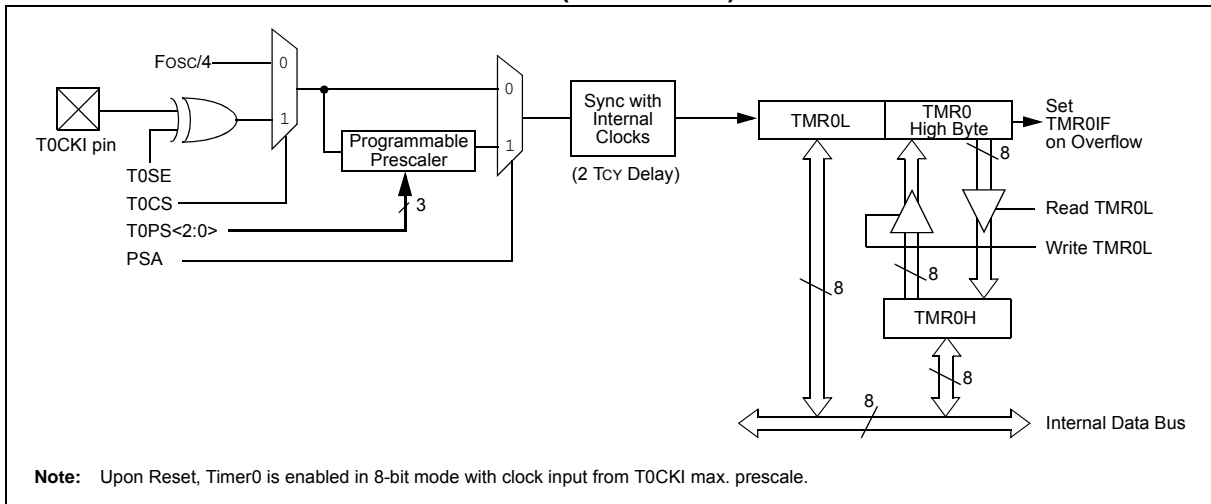 FOSC/4
0
1
T0CKI pin
T0SE
T0CS
T0PS<2:0>
PSA
Programmable
Prescaler
3
0
1
Sync with
Internal
Clocks
(2 TCY Delay)
TMR0L
TMR0
High Byte
Set
TMR0IF
on Overflow
8
Read TMR0L
Write TMR0L
8
8
TMR0H
8
8
Internal Data Bus
Note: Upon Reset, Timer0 is enabled in 8-bit mode with clock input from T0CKI max. prescale.